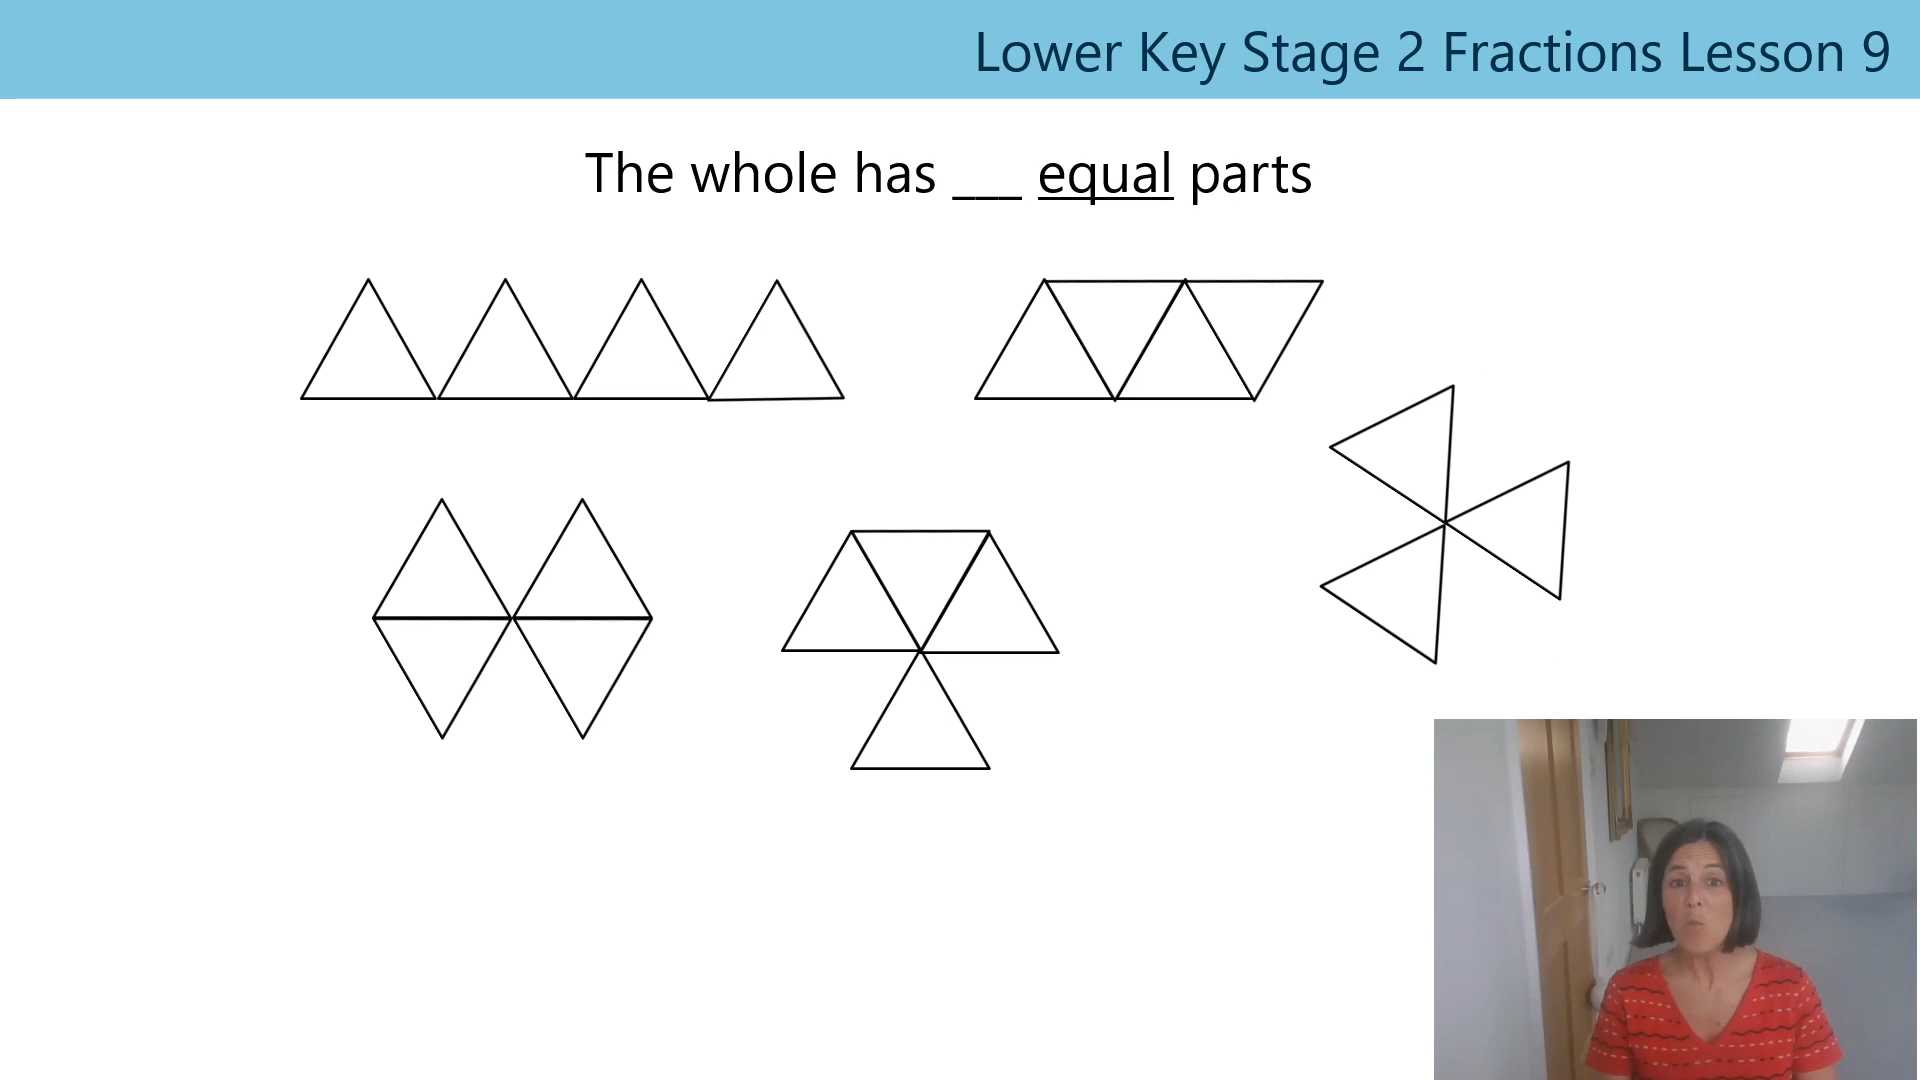 Lower Key Stage 2 Fractions Lesson 9
The whole has ___ equal parts